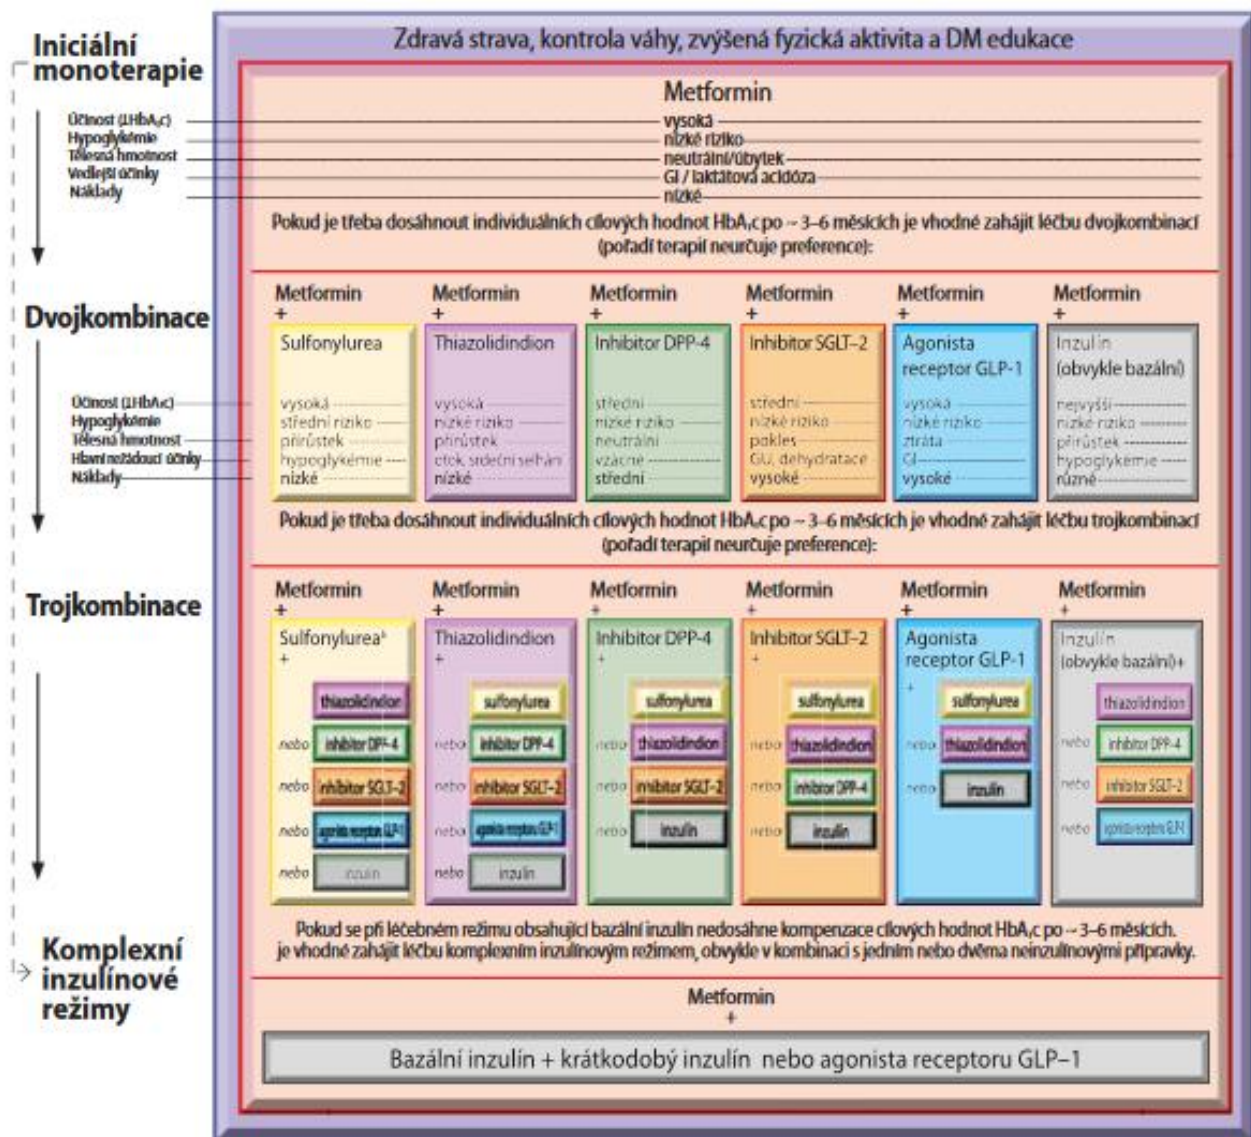 Zdravá strava, kontrola váhy, zvýšená fyzická aktivita a DM edukace
Iniciální
monoterapie
Metformin
Účinost (↓HbA₁c) vysoká
Hypoglykémie nízké riziko
Tělesná hmotnost neutrální/úbytek
Vedlejší účinky GI / laktátová acidóza
Náklady nízké
Pokud je třeba dosáhnout individuálních cílových hodnot HbA₁c po ~ 3–6 měsících je vhodné zahájit léčbu dvojkombinací
(pořadí terapií neurčuje preference):
Dvojkombinace
Metformin Metformin Metformin Metformin Metformin Metformin
+ + + + + +
Sulfonylurea Thiazolidindion Inhibitor DPP-4 Inhibitor SGLT–2 Agonista Inzulín
receptor GLP-1 (obvykle bazální)
Účinost (↓HbA₁c) vysoká vysoká střední střední vysoká nejvyšší
Hypoglykémie střední riziko nízké riziko nízké riziko nízké riziko nízké riziko nízké riziko
Tělesná hmotnost přírůstek přírůstek neutrální pokles ztráta přírůstek
Hlavní nežádoucí účinky hypoglykémie otok, srdeční selhání vzácné GU, dehydratace GI hypoglykémie
Náklady nízké nízké střední vysoké vysoké různé
Pokud je třeba dosáhnout individuálních cílových hodnot HbA₁c po ~ 3–6 měsících je vhodné zahájit léčbu trojkombinací
(pořadí terapií neurčuje preference):
Trojkombinace
Metformin Metformin Metformin Metformin Metformin Metformin
+ + + + + +
Sulfonylurea Thiazolidindion Inhibitor DPP-4 Inhibitor SGLT–2 Agonista Inzulín
+ + + + receptor GLP-1 (obvykle bazální)+
+
thiazolidindion sulfonylurea sulfonylurea sulfonylurea sulfonylurea thiazolidindion
nebo inhibitor DPP-4 nebo inhibitor DPP-4 nebo thiazolidindion nebo thiazolidindion nebo thiazolidindion nebo inhibitor DPP-4
nebo inhibitor SGLT–2 nebo inhibitor SGLT–2 nebo inhibitor SGLT–2 nebo inhibitor DPP-4 nebo inzulín nebo inhibitor SGLT–2
nebo agonista receptoru GLP-1 nebo agonista receptoru GLP-1 nebo inzulín nebo inzulín nebo agonista receptoru GLP-1
nebo inzulín nebo inzulín
Pokud se při léčebném režimu obsahující bazální inzulín nedosáhne kompenzace cílových hodnot HbA₁c po ~ 3–6 měsících.
je vhodné zahájit léčbu komplexním inzulínovým režimem, obvykle v kombinaci s jedním nebo dvěma neinzulínovými přípravky.
Komplexní
inzulínové
režimy
Metformin
+
Bazální inzulín + krátkodobý inzulín nebo agonista receptoru GLP–1